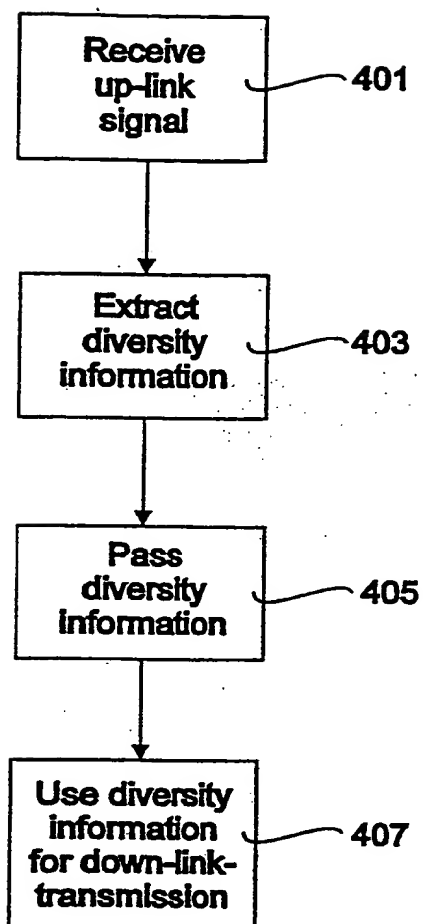 Receive
up-link
signal
401
Extract
diversity
information
403
Pass
diversity
information
405
Use diversity
information
for down-link-
transmission
407